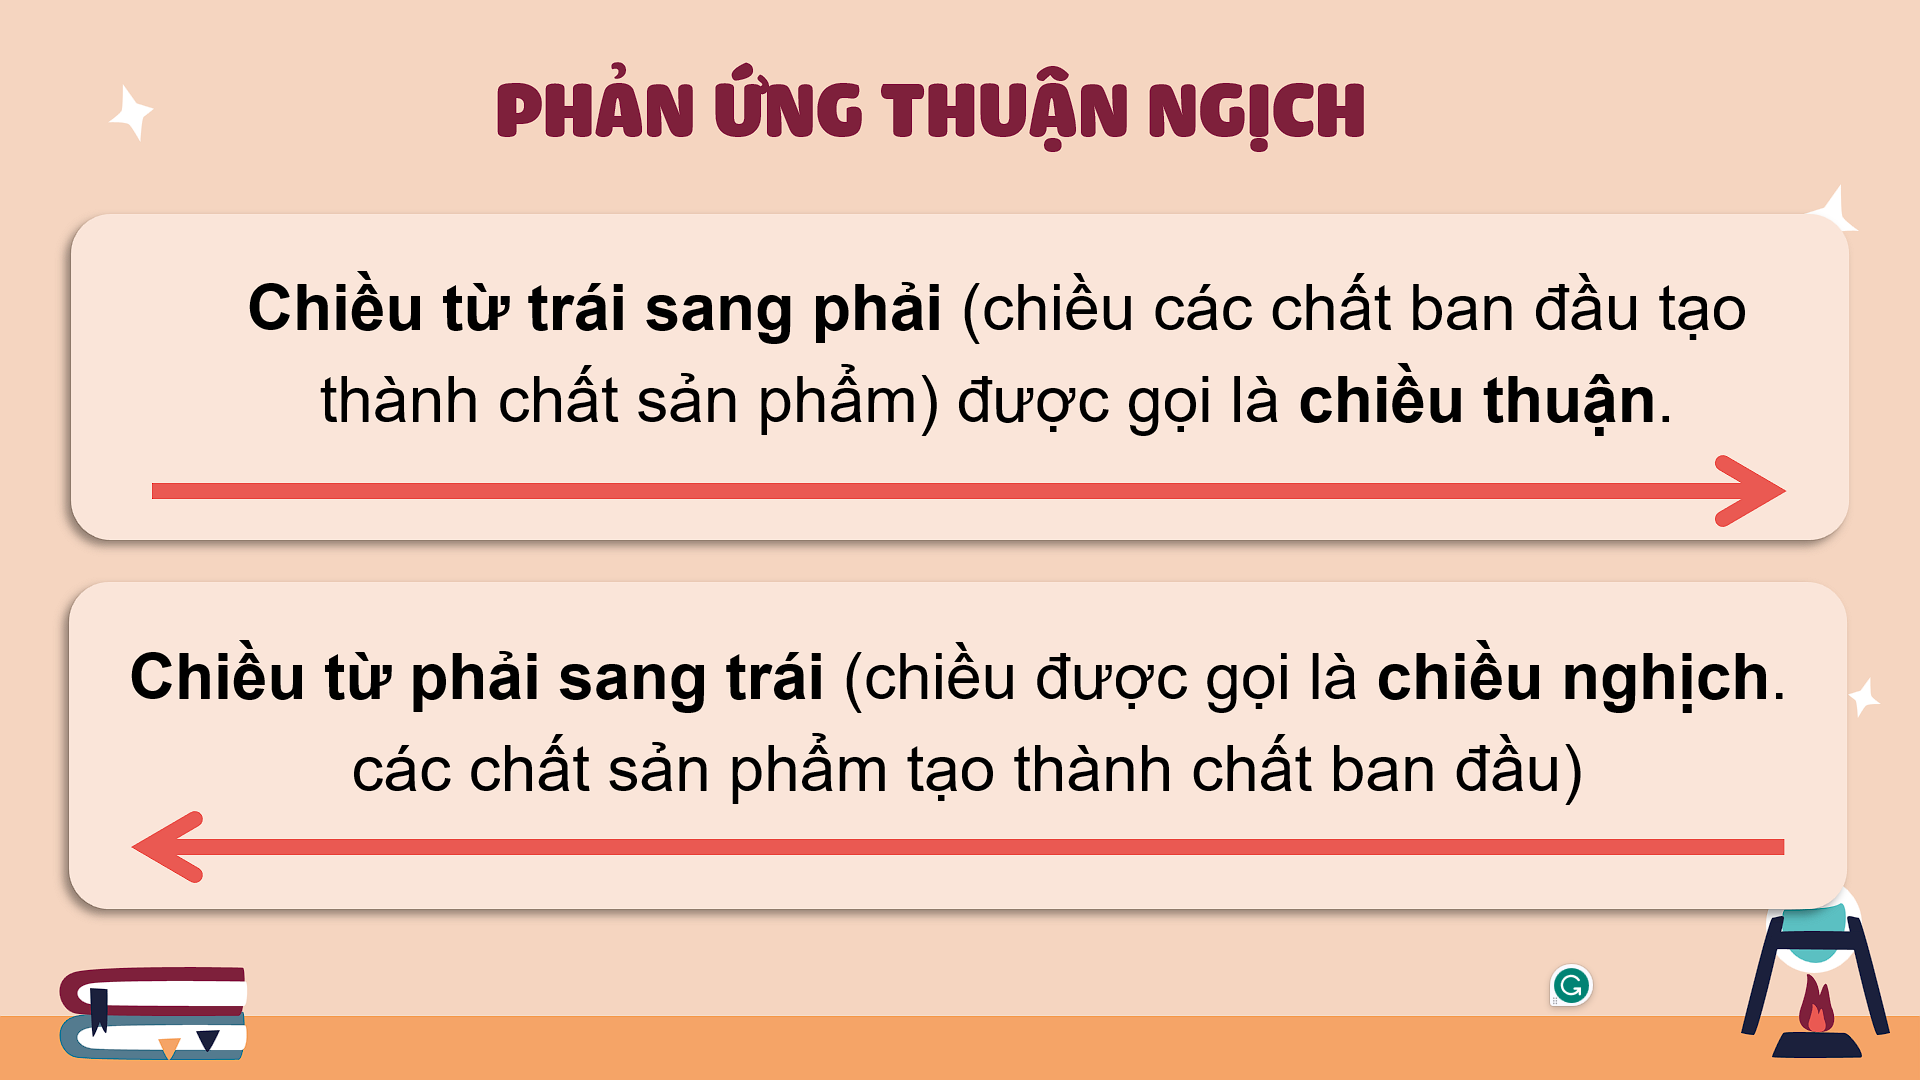 PHẢN ỨNG THUẬN NGỊCH
Chiều từ trái sang phải (chiều các chất ban đầu tạo
thành chất sản phẩm) được gọi là chiều thuận.
Chiều từ phải sang trái (chiều được gọi là chiều nghịch.
các chất sản phẩm tạo thành chất ban đầu)